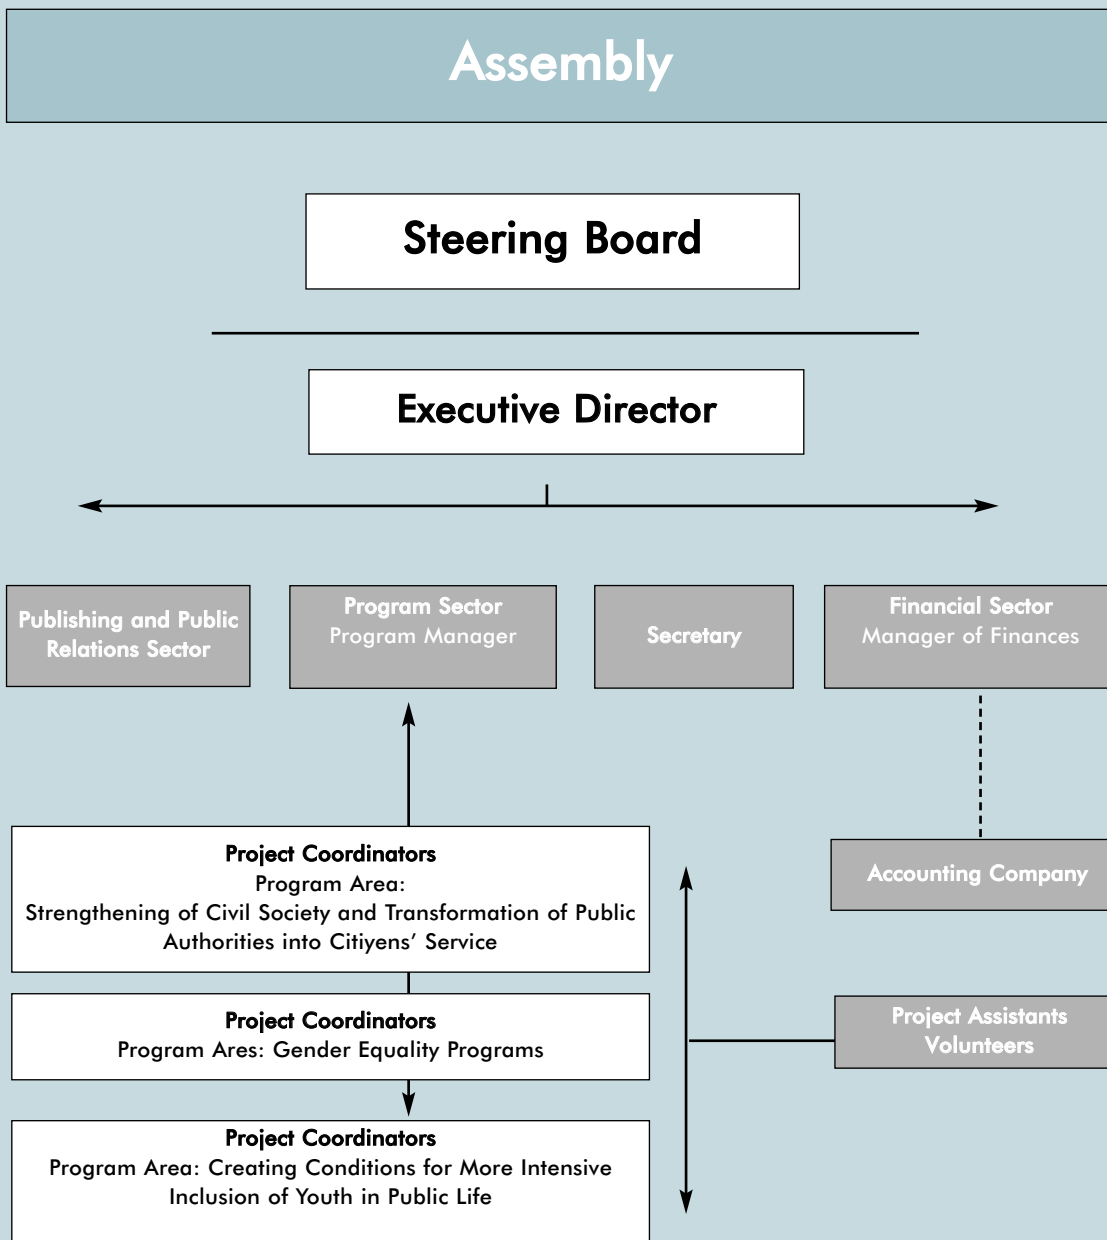 Assembly
Steering Board
Executive Director
Publishing and Public
Relations Sector
Program Sector
Program Manager
Secretary
Financial Sector
Manager of Finances
Project Coordinators
Program Area:
Strengthening of Civil Society and Transformation of Public
Authorities into Citiyens’ Service
Accounting Company
Project Coordinators
Program Ares: Gender Equality Programs
Project Assistants
Volunteers
Project Coordinators
Program Area: Creating Conditions for More Intensive
Inclusion of Youth in Public Life